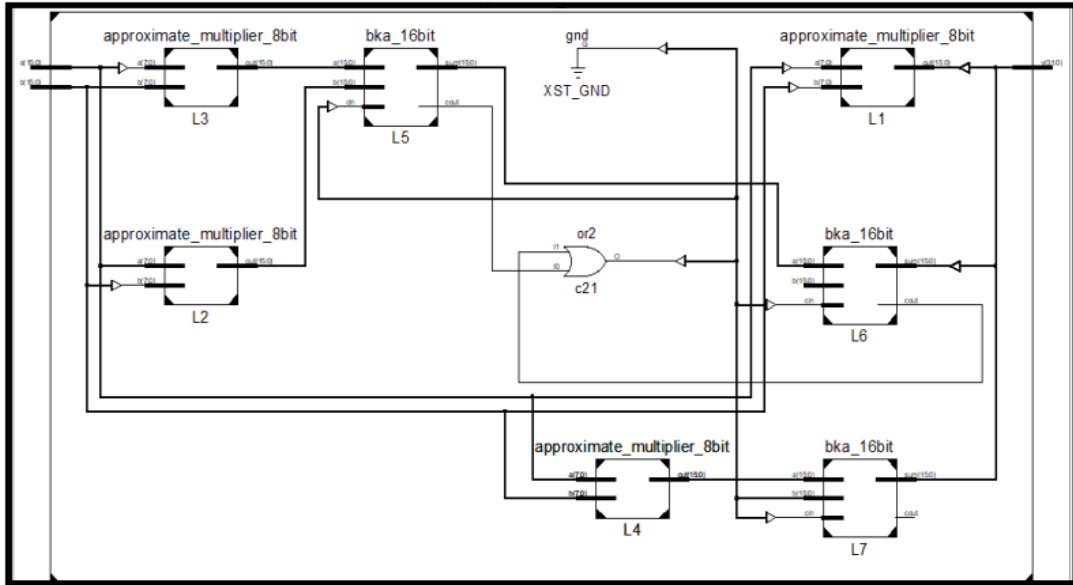 approximate_multiplier_8bit
a(15:0)
b(15:0)
a(7:0)
b(7:0)
out(15:0)
L3
bka_16bit
a(15:0)
b(15:0)
cin
sum(15:0)
cout
L5
gnd
G
XST_GND
approximate_multiplier_8bit
a(7:0)
b(7:0)
out(15:0)
y(31:0)
L1
approximate_multiplier_8bit
a(7:0)
b(7:0)
out(15:0)
L2
or2
I1
I0
O
c21
bka_16bit
a(15:0)
b(15:0)
cin
sum(15:0)
cout
L6
approximate_multiplier_8bit
a(7:0)
b(7:0)
out(15:0)
L4
bka_16bit
a(15:0)
b(15:0)
cin
sum(15:0)
cout
L7